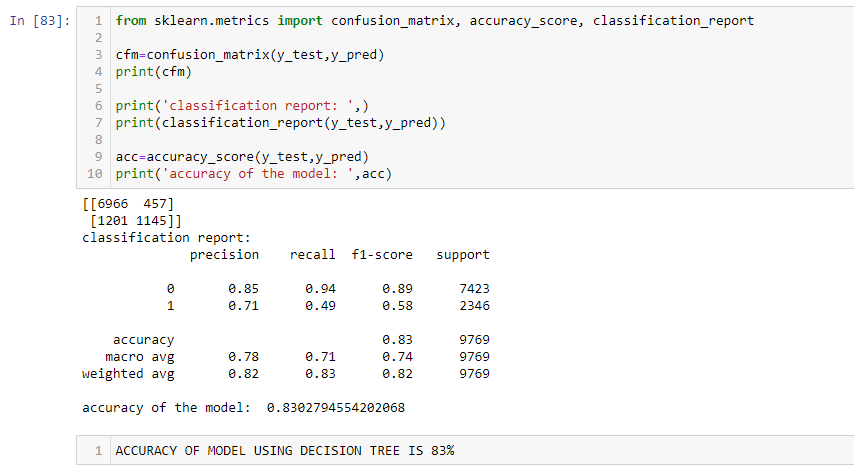 In [83]: 1 from sklearn.metrics import confusion_matrix, accuracy_score, classification_report
2
3 cfm=confusion_matrix(y_test,y_pred)
4 print(cfm)
5
6 print('classification report: ',)
7 print(classification_report(y_test,y_pred))
8
9 acc=accuracy_score(y_test,y_pred)
10 print('accuracy of the model: ',acc)
[[6966 457]
[1201 1145]]
classification report:
precision recall f1-score support
0 0.85 0.94 0.89 7423
1 0.71 0.49 0.58 2346
accuracy 0.83 9769
macro avg 0.78 0.71 0.74 9769
weighted avg 0.82 0.83 0.82 9769
accuracy of the model: 0.8302794554202068
1 ACCURACY OF MODEL USING DECISION TREE IS 83%